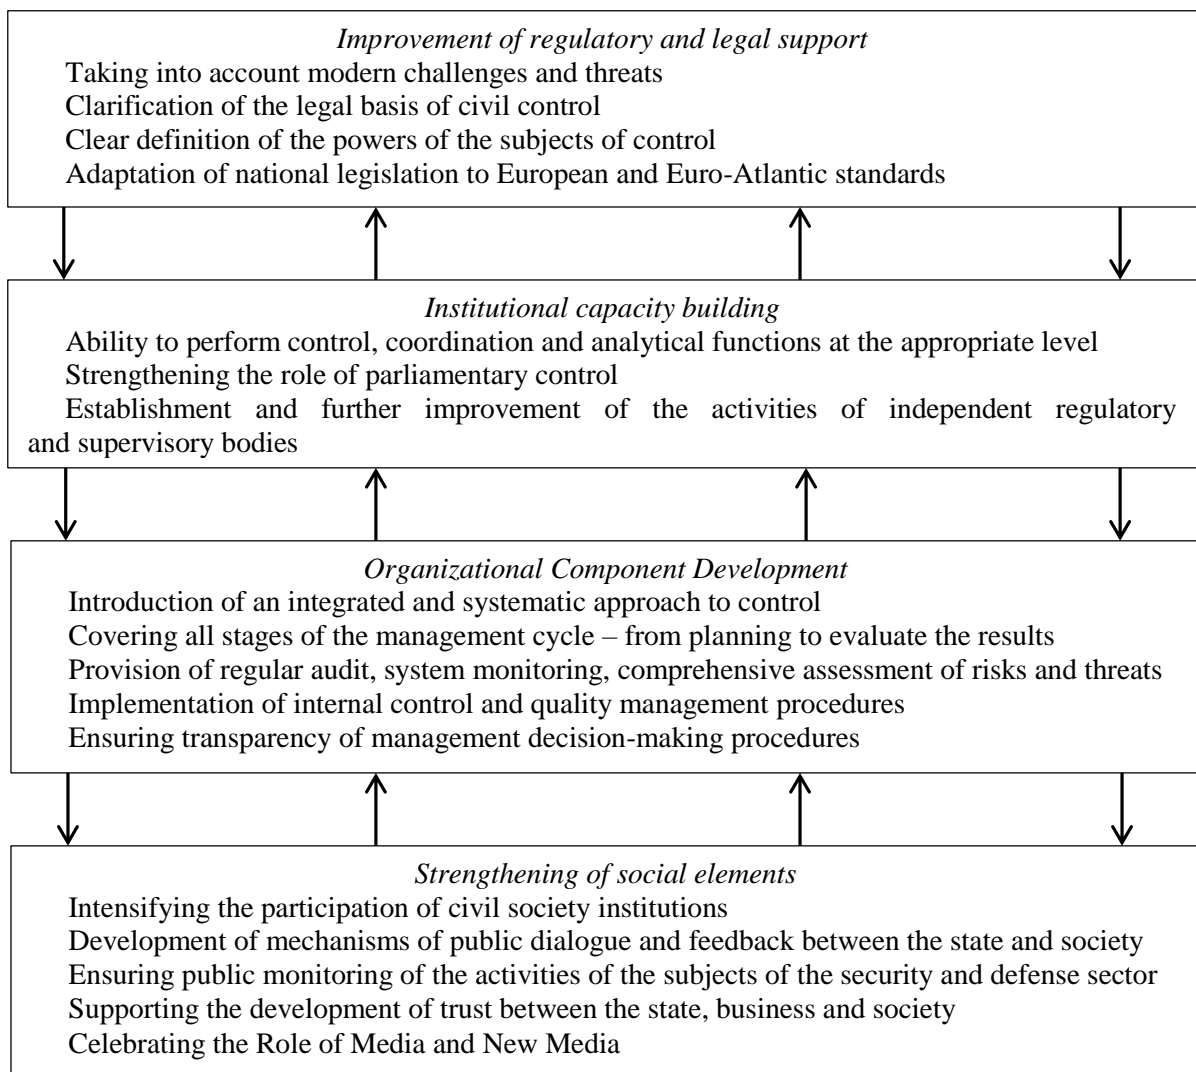 Improvement of regulatory and legal support
Taking into account modern challenges and threats
Clarification of the legal basis of civil control
Clear definition of the powers of the subjects of control
Adaptation of national legislation to European and Euro-Atlantic standards
Institutional capacity building
Ability to perform control, coordination and analytical functions at the appropriate level
Strengthening the role of parliamentary control
Establishment and further improvement of the activities of independent regulatory
and supervisory bodies
Organizational Component Development
Introduction of an integrated and systematic approach to control
Covering all stages of the management cycle – from planning to evaluate the results
Provision of regular audit, system monitoring, comprehensive assessment of risks and threats
Implementation of internal control and quality management procedures
Ensuring transparency of management decision-making procedures
Strengthening of social elements
Intensifying the participation of civil society institutions
Development of mechanisms of public dialogue and feedback between the state and society
Ensuring public monitoring of the activities of the subjects of the security and defense sector
Supporting the development of trust between the state, business and society
Celebrating the Role of Media and New Media